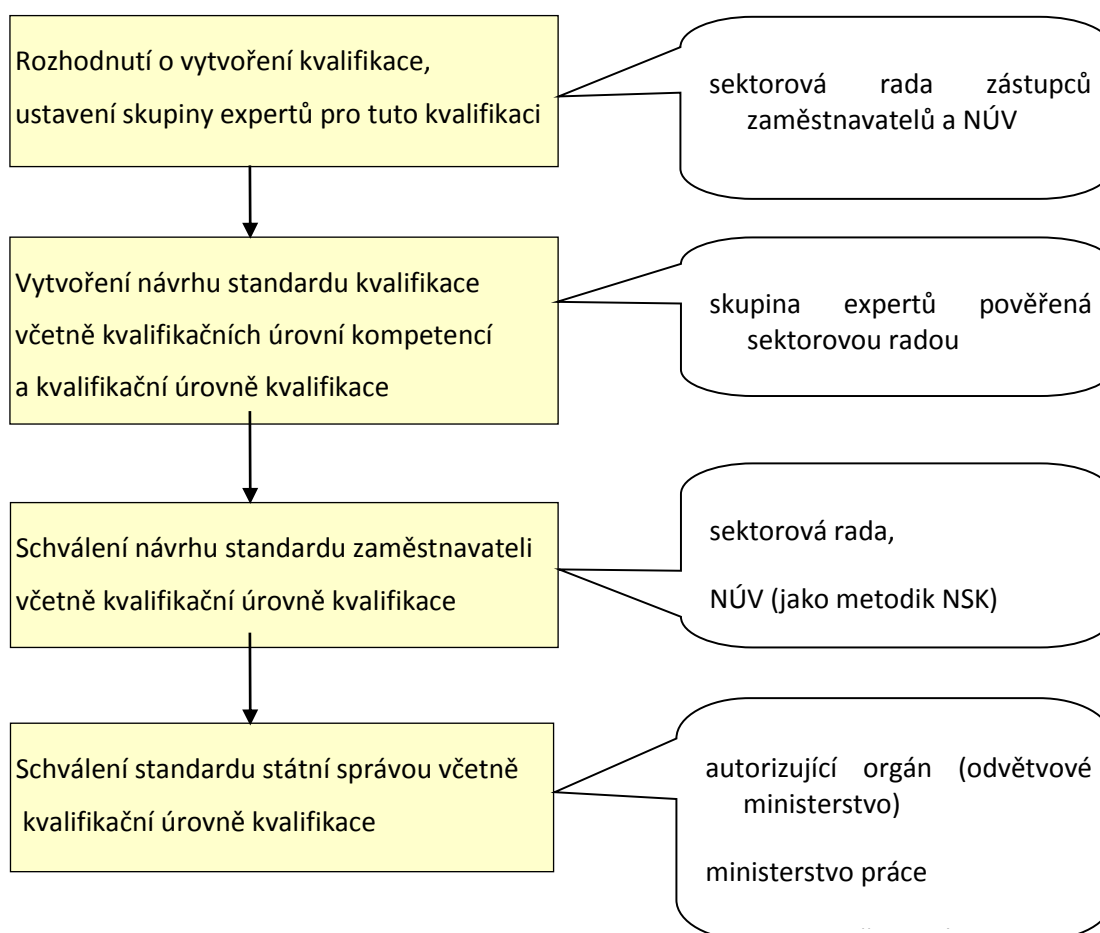 Rozhodnutí o vytvoření kvalifikace,
ustavení skupiny expertů pro tuto kvalifikaci
sektorová rada zástupců
zaměstnavatelů a NÚV
Vytvoření návrhu standardu kvalifikace
včetně kvalifikačních úrovní kompetencí
a kvalifikační úrovně kvalifikace
skupina expertů pověřená
sektorovou radou
Schválení návrhu standardu zaměstnavateli
včetně kvalifikační úrovně kvalifikace
sektorová rada,
NÚV (jako metodik NSK)
Schválení standardu státní správou včetně
kvalifikační úrovně kvalifikace
autorizující orgán (odvětvové
ministerstvo)
ministerstvo práce